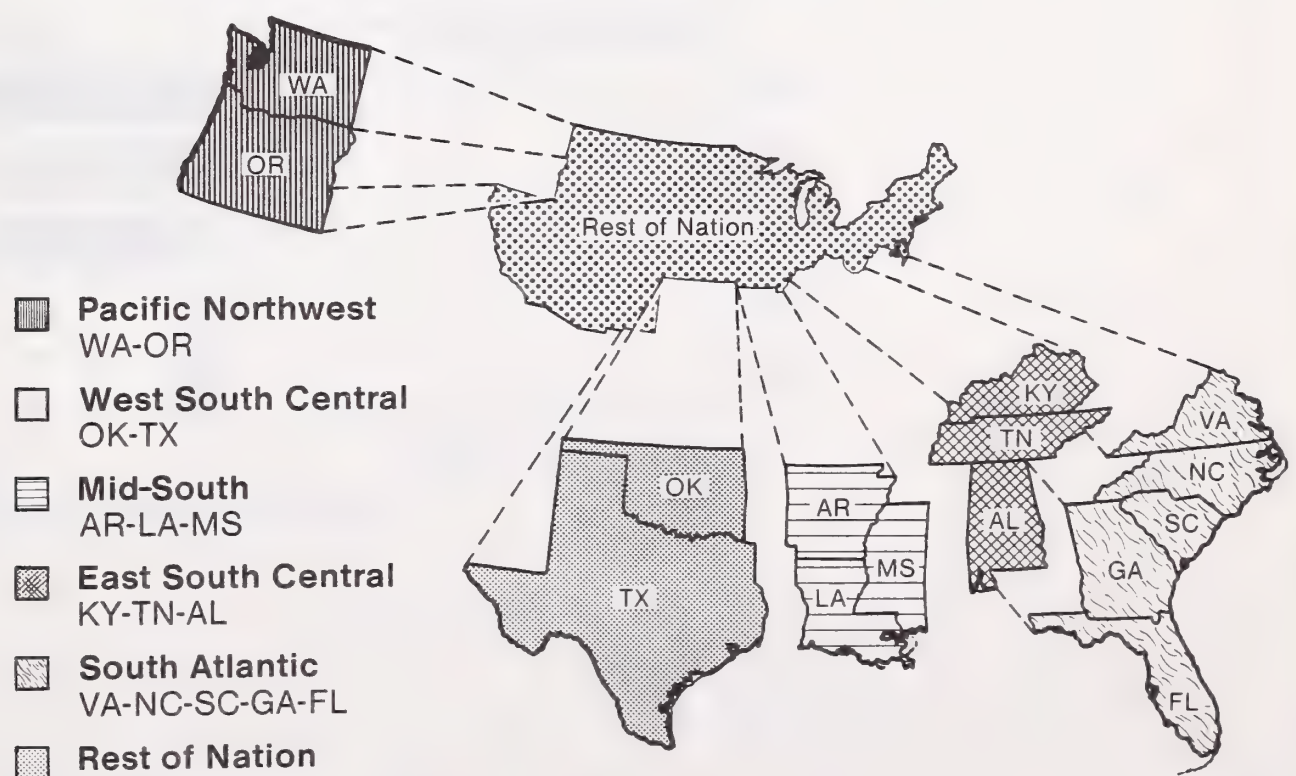 WA
OR
Rest of Nation
Pacific Northwest
WA-OR
West South Central
OK-TX
Mid-South
AR-LA-MS
East South Central
KY-TN-AL
South Atlantic
VA-NC-SC-GA-FL
Rest of Nation
KY
TN
AL
VA
NC
SC
GA
FL
OK
TX
AR
MS
LA